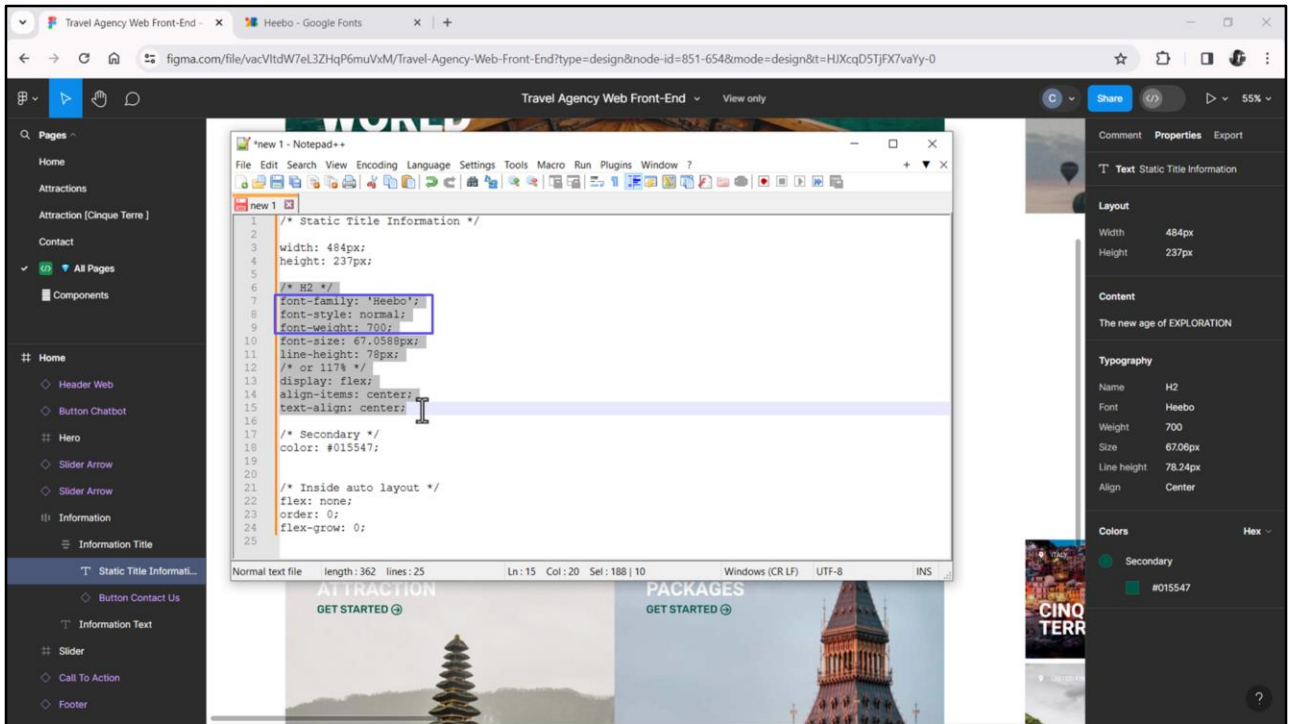 Travel Agency Web Front-End -
Heebo - Google Fonts
figma.com/file/vacVItdW7eL3ZHqP6muVxM/Travel-Agency-Web-Front-End?type=design&node-id=851-654&mode=design&t=HJXcqD5TjFX7vaYy-0
Travel Agency Web Front-End
View only
C
Share
55%
Pages
Home
Attractions
Attraction [Cinque Terre ]
Contact
All Pages
Components
Home
Header Web
Button Chatbot
Hero
Slider Arrow
Slider Arrow
Information
Information Title
Static Title Informati...
Button Contact Us
Information Text
Slider
Call To Action
Footer
WORLD
*new 1 - Notepad++
File Edit Search View Encoding Language Settings Tools Macro Run Plugins Window ?
new 1
1 /* Static Title Information */
2
3 width: 484px;
4 height: 237px;
5
6 /* H2 */
7 font-family: 'Heebo';
8 font-style: normal;
9 font-weight: 700;
10 font-size: 67.0588px;
11 line-height: 78px;
12 /* or 117% */
13 display: flex;
14 align-items: center;
15 text-align: center;
16
17 /* Secondary */
18 color: #015547;
19
20
21 /* Inside auto layout */
22 flex: none;
23 order: 0;
24 flex-grow: 0;
25
Normal text file length : 362 lines : 25 Ln : 15 Col : 20 Sel : 188 | 10 Windows (CR LF) UTF-8 INS
ATTRACTION
GET STARTED
PACKAGES
GET STARTED
ITALY
CINQ
TERR
Comment Properties Export
Text Static Title Information
Layout
Width 484px
Height 237px
Content
The new age of EXPLORATION
Typography
Name H2
Font Heebo
Weight 700
Size 67.06px
Line height 78.24px
Align Center
Colors Hex
Secondary
#015547
?